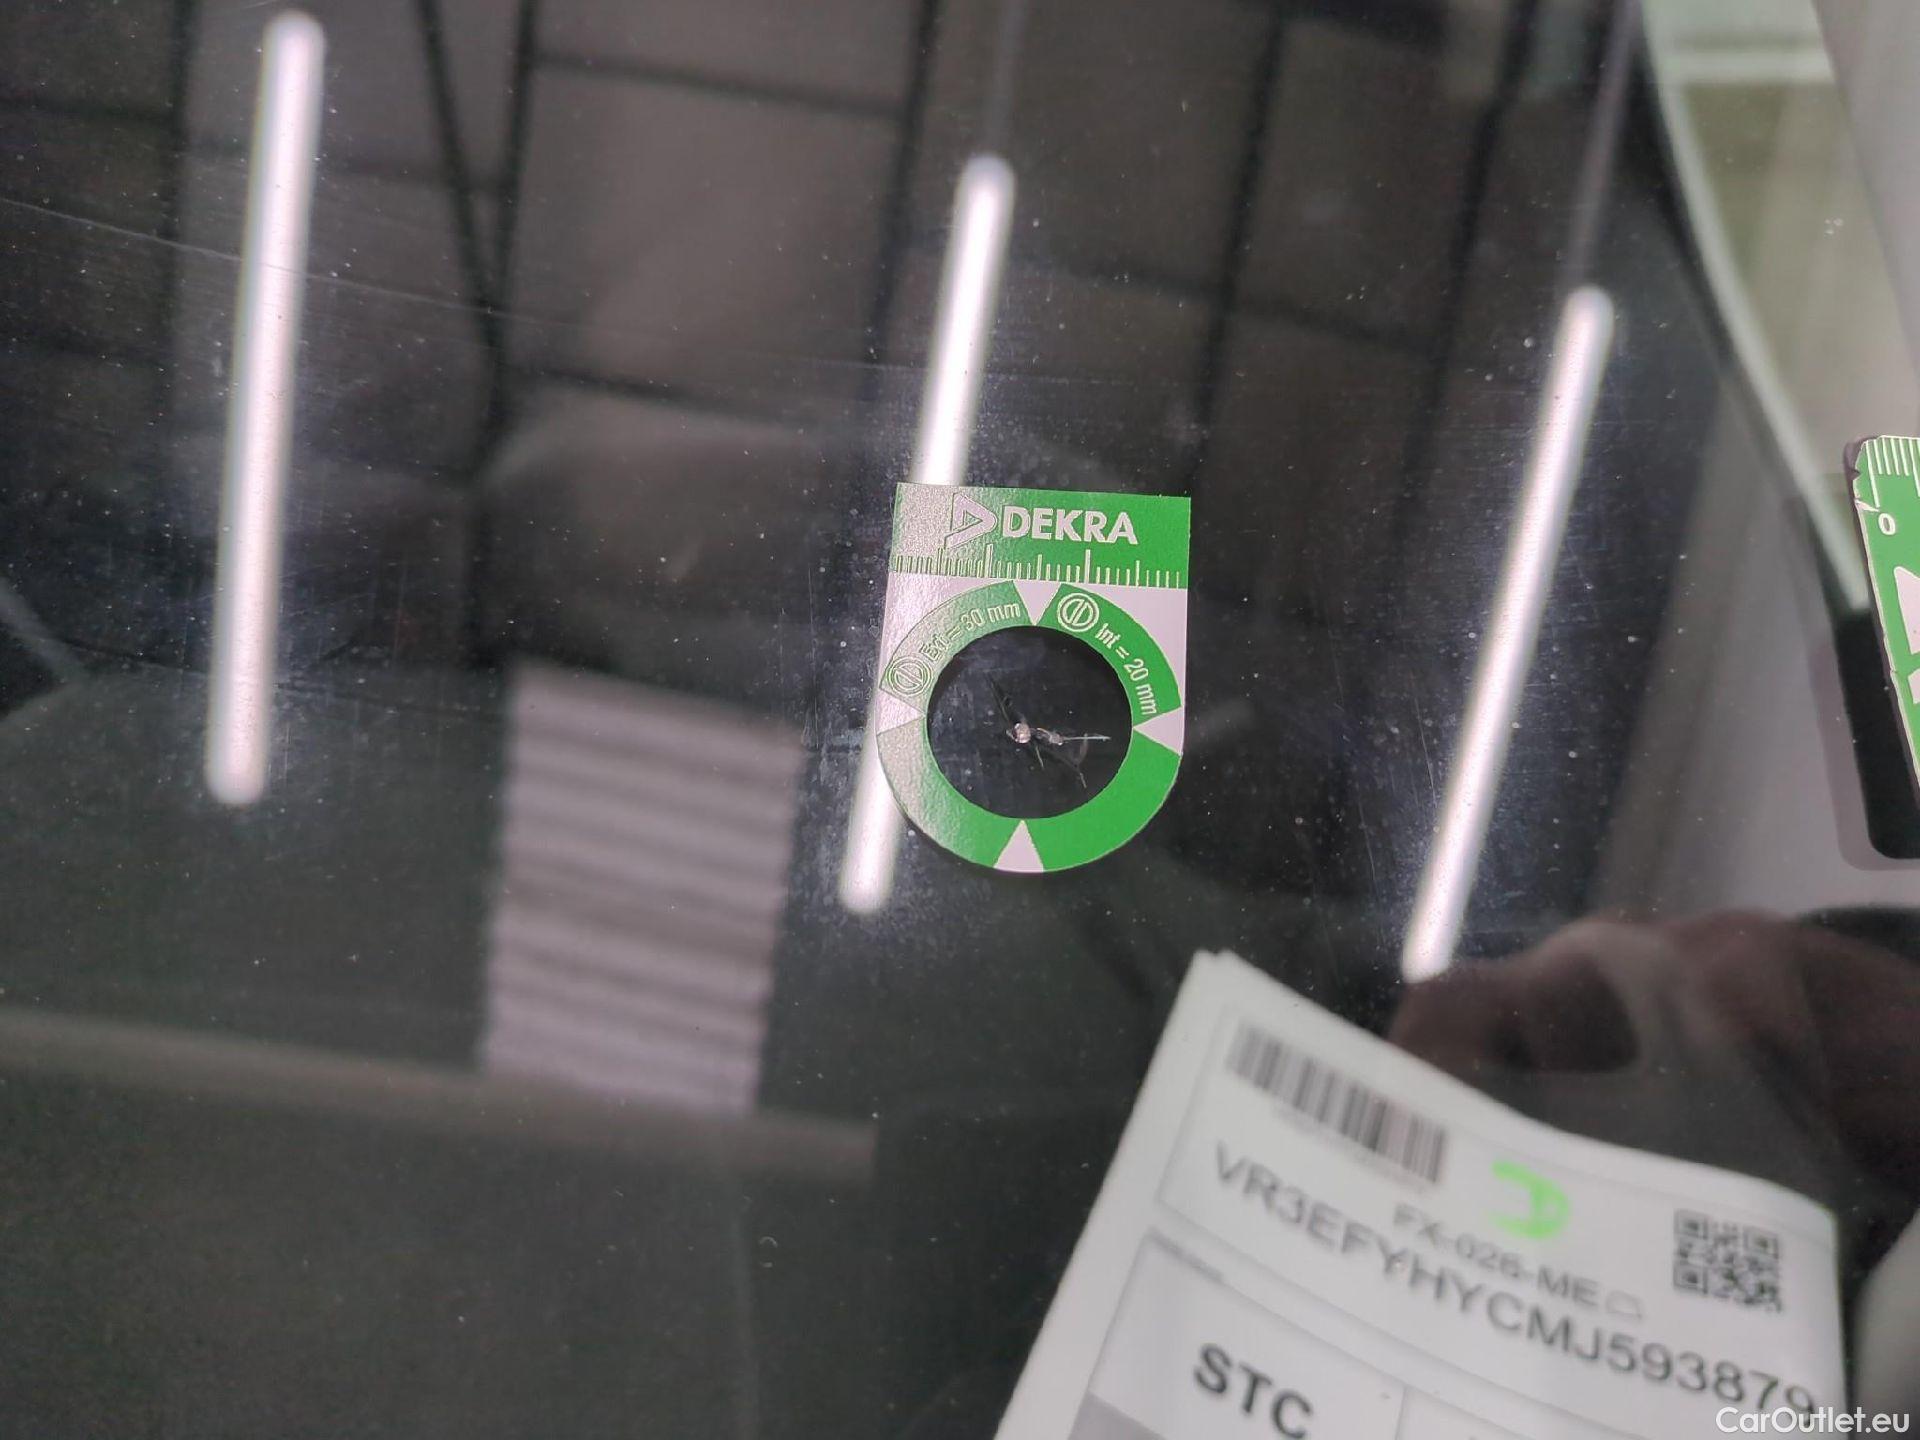 DEKRA
Ext = 30 mm
Int = 20 mm
0
FX-026-ME
VR3EFYHYCMJ593879
STC
CarOutlet.eu